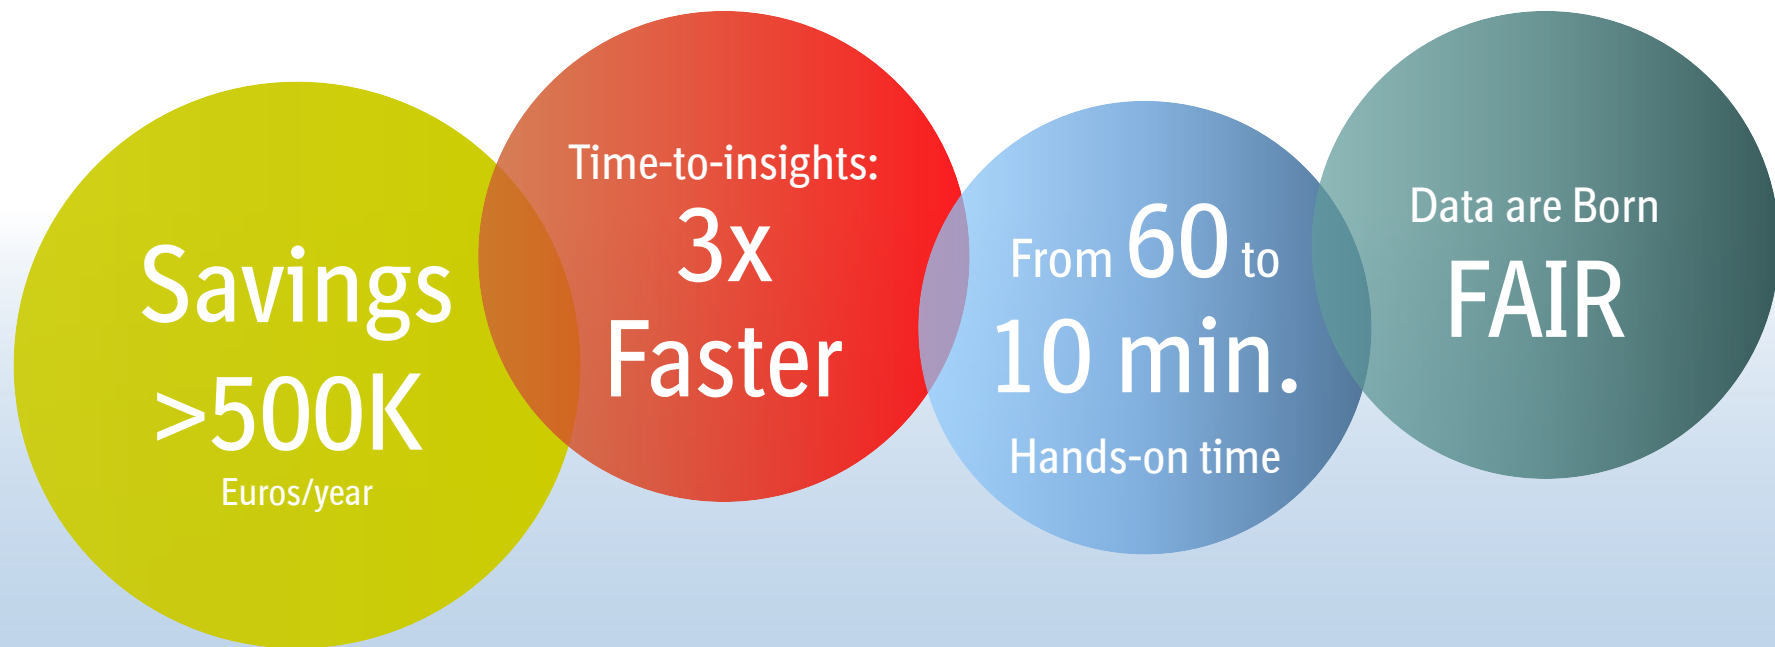 Savings
>500K
Euros/year
Time-to-insights:
3x
Faster
From 60 to
10 min.
Hands-on time
Data are Born
FAIR